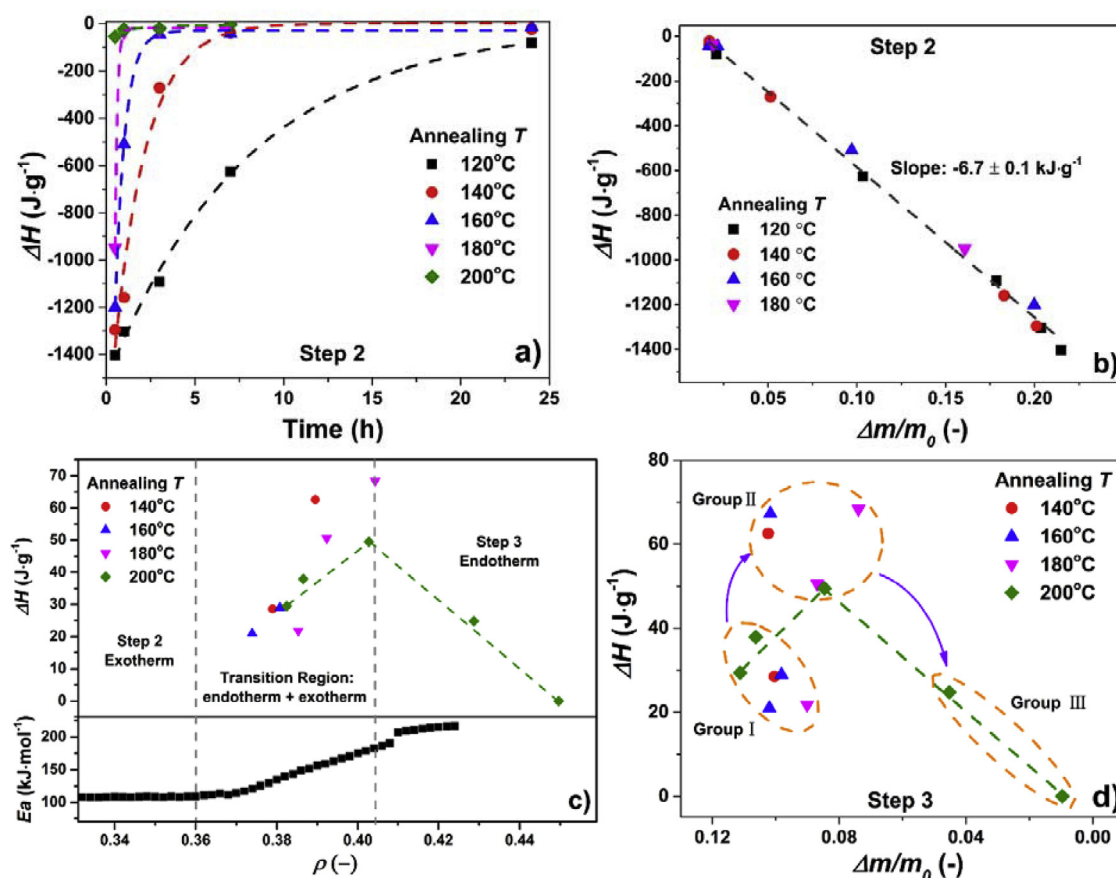 0
-200
-400
-600
-800
-1000
-1200
-1400
ΔH (J·g⁻¹)
Annealing T
120°C
140°C
160°C
180°C
200°C
Step 2
a)
0 5 10 15 20 25
Time (h)
0
-200
-400
-600
-800
-1000
-1200
-1400
ΔH (J·g⁻¹)
Step 2
Slope: -6.7 ± 0.1 kJ·g⁻¹
Annealing T
120 °C
140 °C
160 °C
180 °C
b)
0.05 0.10 0.15 0.20
Δm/m₀ (-)
70
60
50
40
30
20
10
0
ΔH (J·g⁻¹)
Annealing T
140°C
160°C
180°C
200°C
Step 3
Endotherm
Step 2
Exotherm
Transition Region:
endotherm + exotherm
200
150
100
Ea (kJ·mol⁻¹)
c)
0.34 0.36 0.38 0.40 0.42 0.44
ρ (–)
80
60
40
20
0
ΔH (J·g⁻¹)
Annealing T
140°C
160°C
180°C
200°C
Group II
Group I
Group III
Step 3
d)
0.12 0.08 0.04 0.00
Δm/m₀ (-)